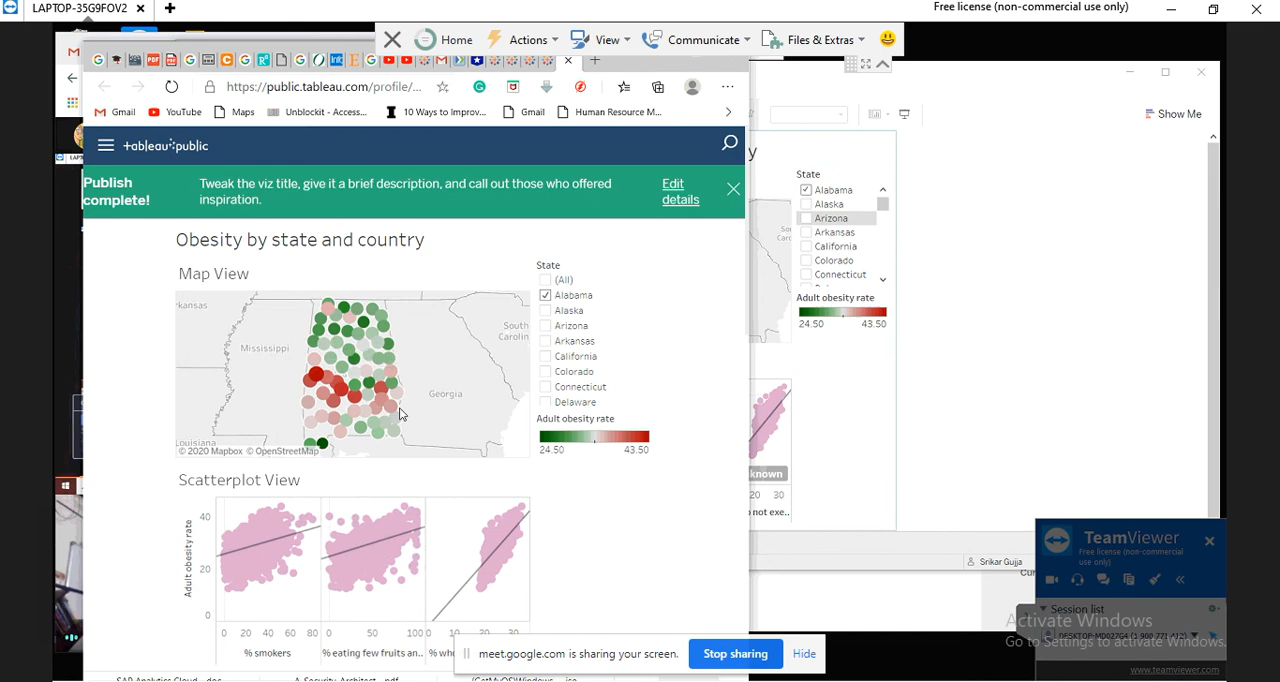 LAPTOP-35G9FOV2
Free license (non-commercial use only)
Home
Actions
View
Communicate
Files & Extras
https://public.tableau.com/profile/...
Gmail
YouTube
Maps
Unblockit - Access...
10 Ways to Improv...
Gmail
Human Resource M...
Show Me
+ableau public
Publish complete!
Tweak the viz title, give it a brief description, and call out those who offered inspiration.
Edit details
Obesity by state and country
Map View
State
(All)
Alabama
Alaska
Arizona
Arkansas
California
Colorado
Connecticut
Delaware
Adult obesity rate
24.50
43.50
kansas
Mississippi
South
Carolin
Georgia
Louisiana
© 2020 Mapbox © OpenStreetMap
Scatterplot View
Adult obesity rate
40
20
0
0 20 40 60 80
0 50 100
0 10 30
% smokers
% eating few fruits an..
% wh
y
State
Alabama
Alaska
Arizona
Arkansas
California
Colorado
Connecticut
Adult obesity rate
24.50
43.50
known
20 30
not exe..
Srikar Gujja
meet.google.com is sharing your screen.
Stop sharing
Hide
TeamViewer
Free license (non-commercial use only)
Session list
Activate Windows
Go to Settings to activate Windows.
www.teamviewer.com